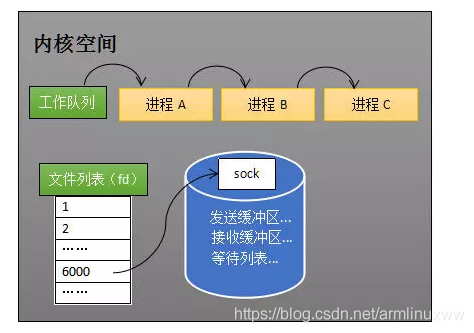 内核空间
工作队列
进程 A
进程 B
进程 C
文件列表（fd）
1
2
……
6000
……
sock
发送缓冲区...
接收缓冲区...
等待列表...
https://blog.csdn.net/armlinuxww